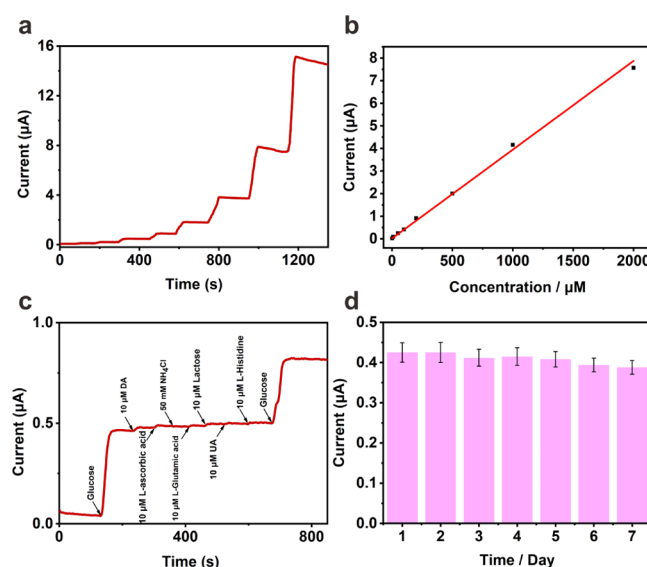 a
16
12
8
4
0
Current (μA)
0 400 800 1200
Time (s)
b
8
7
6
5
4
3
2
1
0
Current (μA)
0 500 1000 1500 2000
Concentration / μM
c
1.0
0.5
0.0
Current (μA)
Glucose
10 μM DA
10 μM L-ascorbic acid
50 mM NH₄Cl
10 μM L-Glutamic acid
10 μM Lactose
10 μM UA
10 μM L-Histidine
Glucose
0 200 400 600 800
Time (s)
d
0.5
0.4
0.3
0.2
0.1
0.0
Current (μA)
1 2 3 4 5 6 7
Time / Day